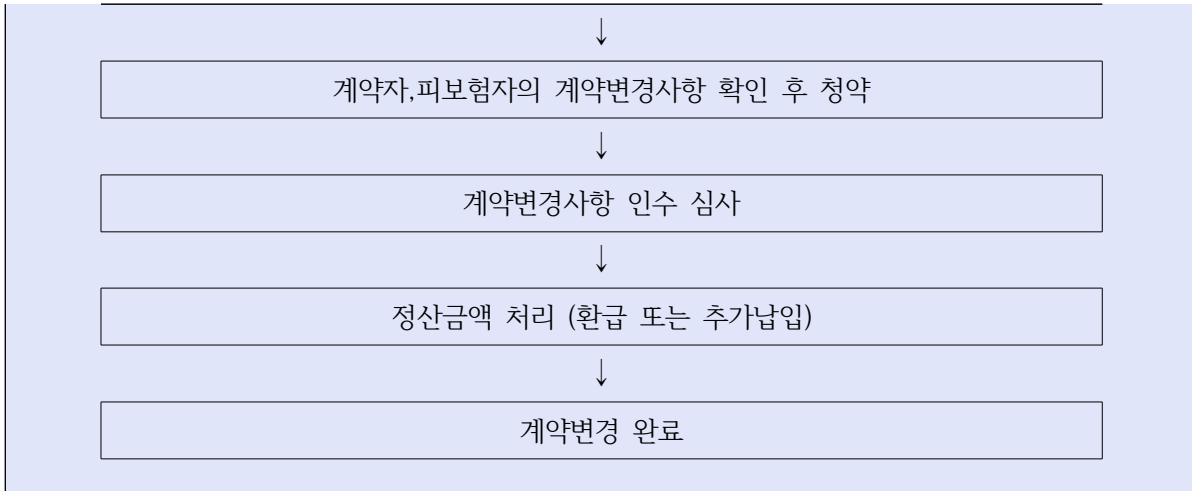 ↓
계약자,피보험자의 계약변경사항 확인 후 청약
↓
계약변경사항 인수 심사
↓
정산금액 처리 (환급 또는 추가납입)
↓
계약변경 완료